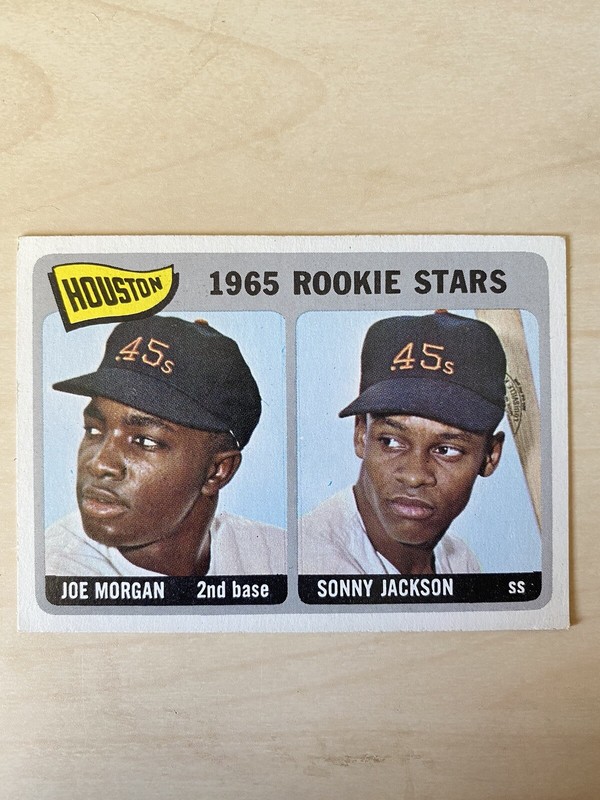 HOUSTON
1965 ROOKIE STARS
.45s
.45s
JOE MORGAN 2nd base
SONNY JACKSON SS